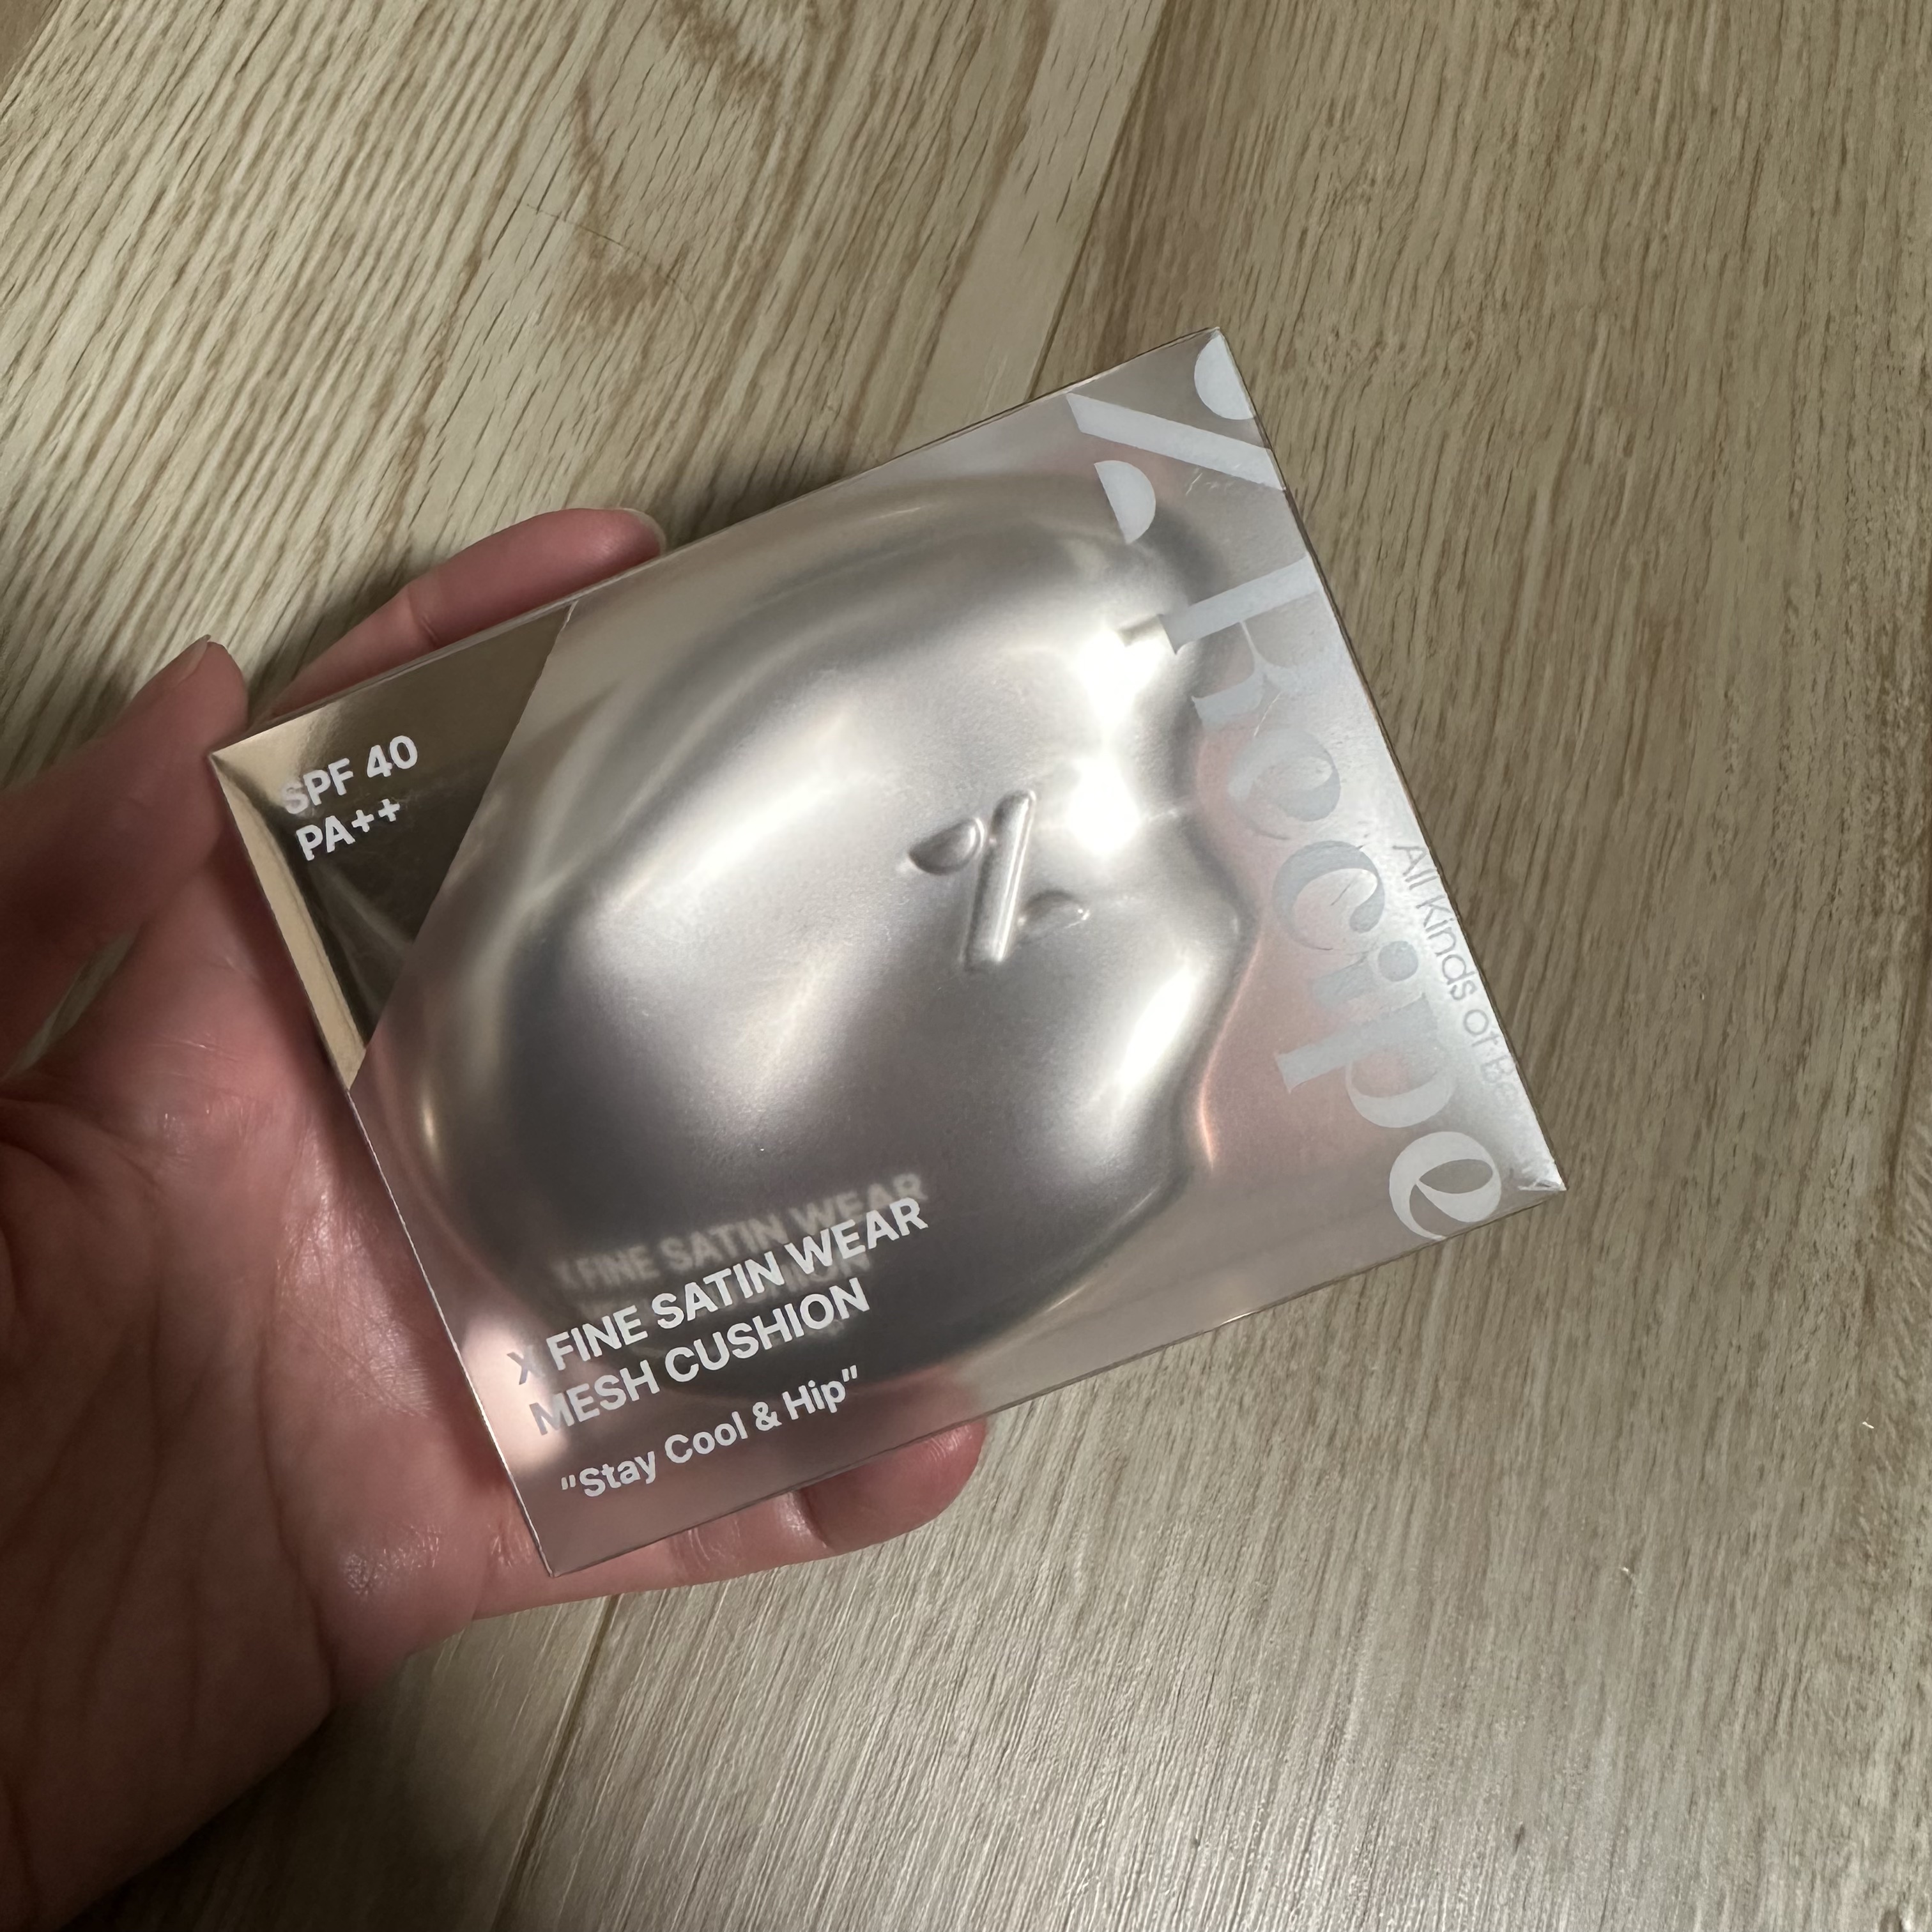 SPF 40
PA++
% Recipe
All Kinds of
X FINE SATIN WEAR
MESH CUSHION
"Stay Cool & Hip"